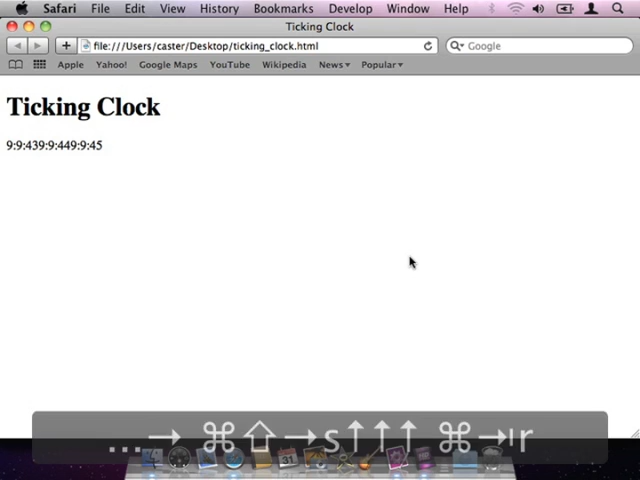 Safari File Edit View History Bookmarks Develop Window Help
Ticking Clock
file:///Users/caster/Desktop/ticking_clock.html Google
Apple Yahoo! Google Maps YouTube Wikipedia News Popular
Ticking Clock
9:9:439:9:449:9:45
...→ ⌘⇧→s↑↑↑ ⌘⇥r
31